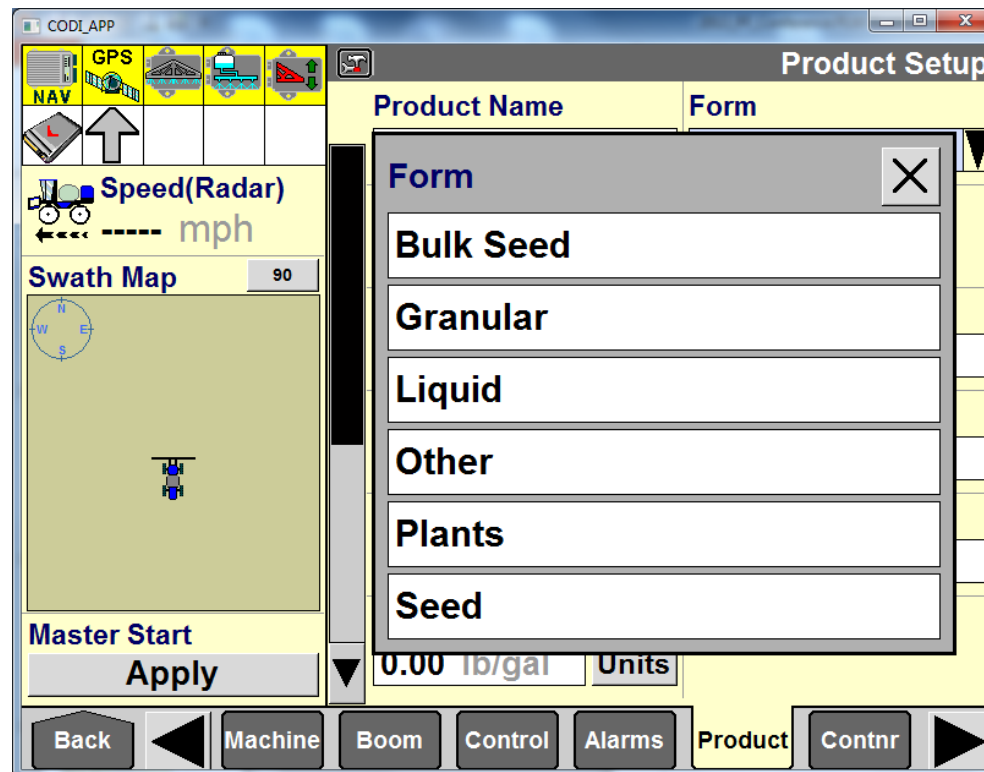 CODI_APP
GPS
NAV
Product Setup
Product Name
Form
Speed(Radar)
----- mph
Swath Map
90
N
W E
S
Form
Bulk Seed
Granular
Liquid
Other
Plants
Seed
Master Start
Apply
0.00 lb/gal
Units
Back
Machine
Boom
Control
Alarms
Product
Contnr